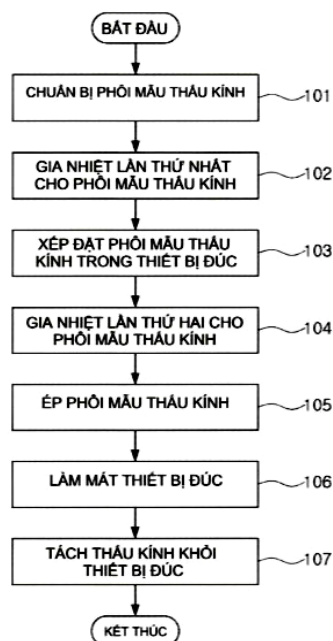 BẮT ĐẦU
CHUẨN BỊ PHÔI MẪU THẤU KÍNH
101
GIA NHIỆT LẦN THỨ NHẤT
CHO PHÔI MẪU THẤU KÍNH
102
XẾP ĐẶT PHÔI MẪU THẤU
KÍNH TRONG THIẾT BỊ ĐÚC
103
GIA NHIỆT LẦN THỨ HAI CHO
PHÔI MẪU THẤU KÍNH
104
ÉP PHÔI MẪU THẤU KÍNH
105
LÀM MÁT THIẾT BỊ ĐÚC
106
TÁCH THẤU KÍNH KHỎI
THIẾT BỊ ĐÚC
107
KẾT THÚC